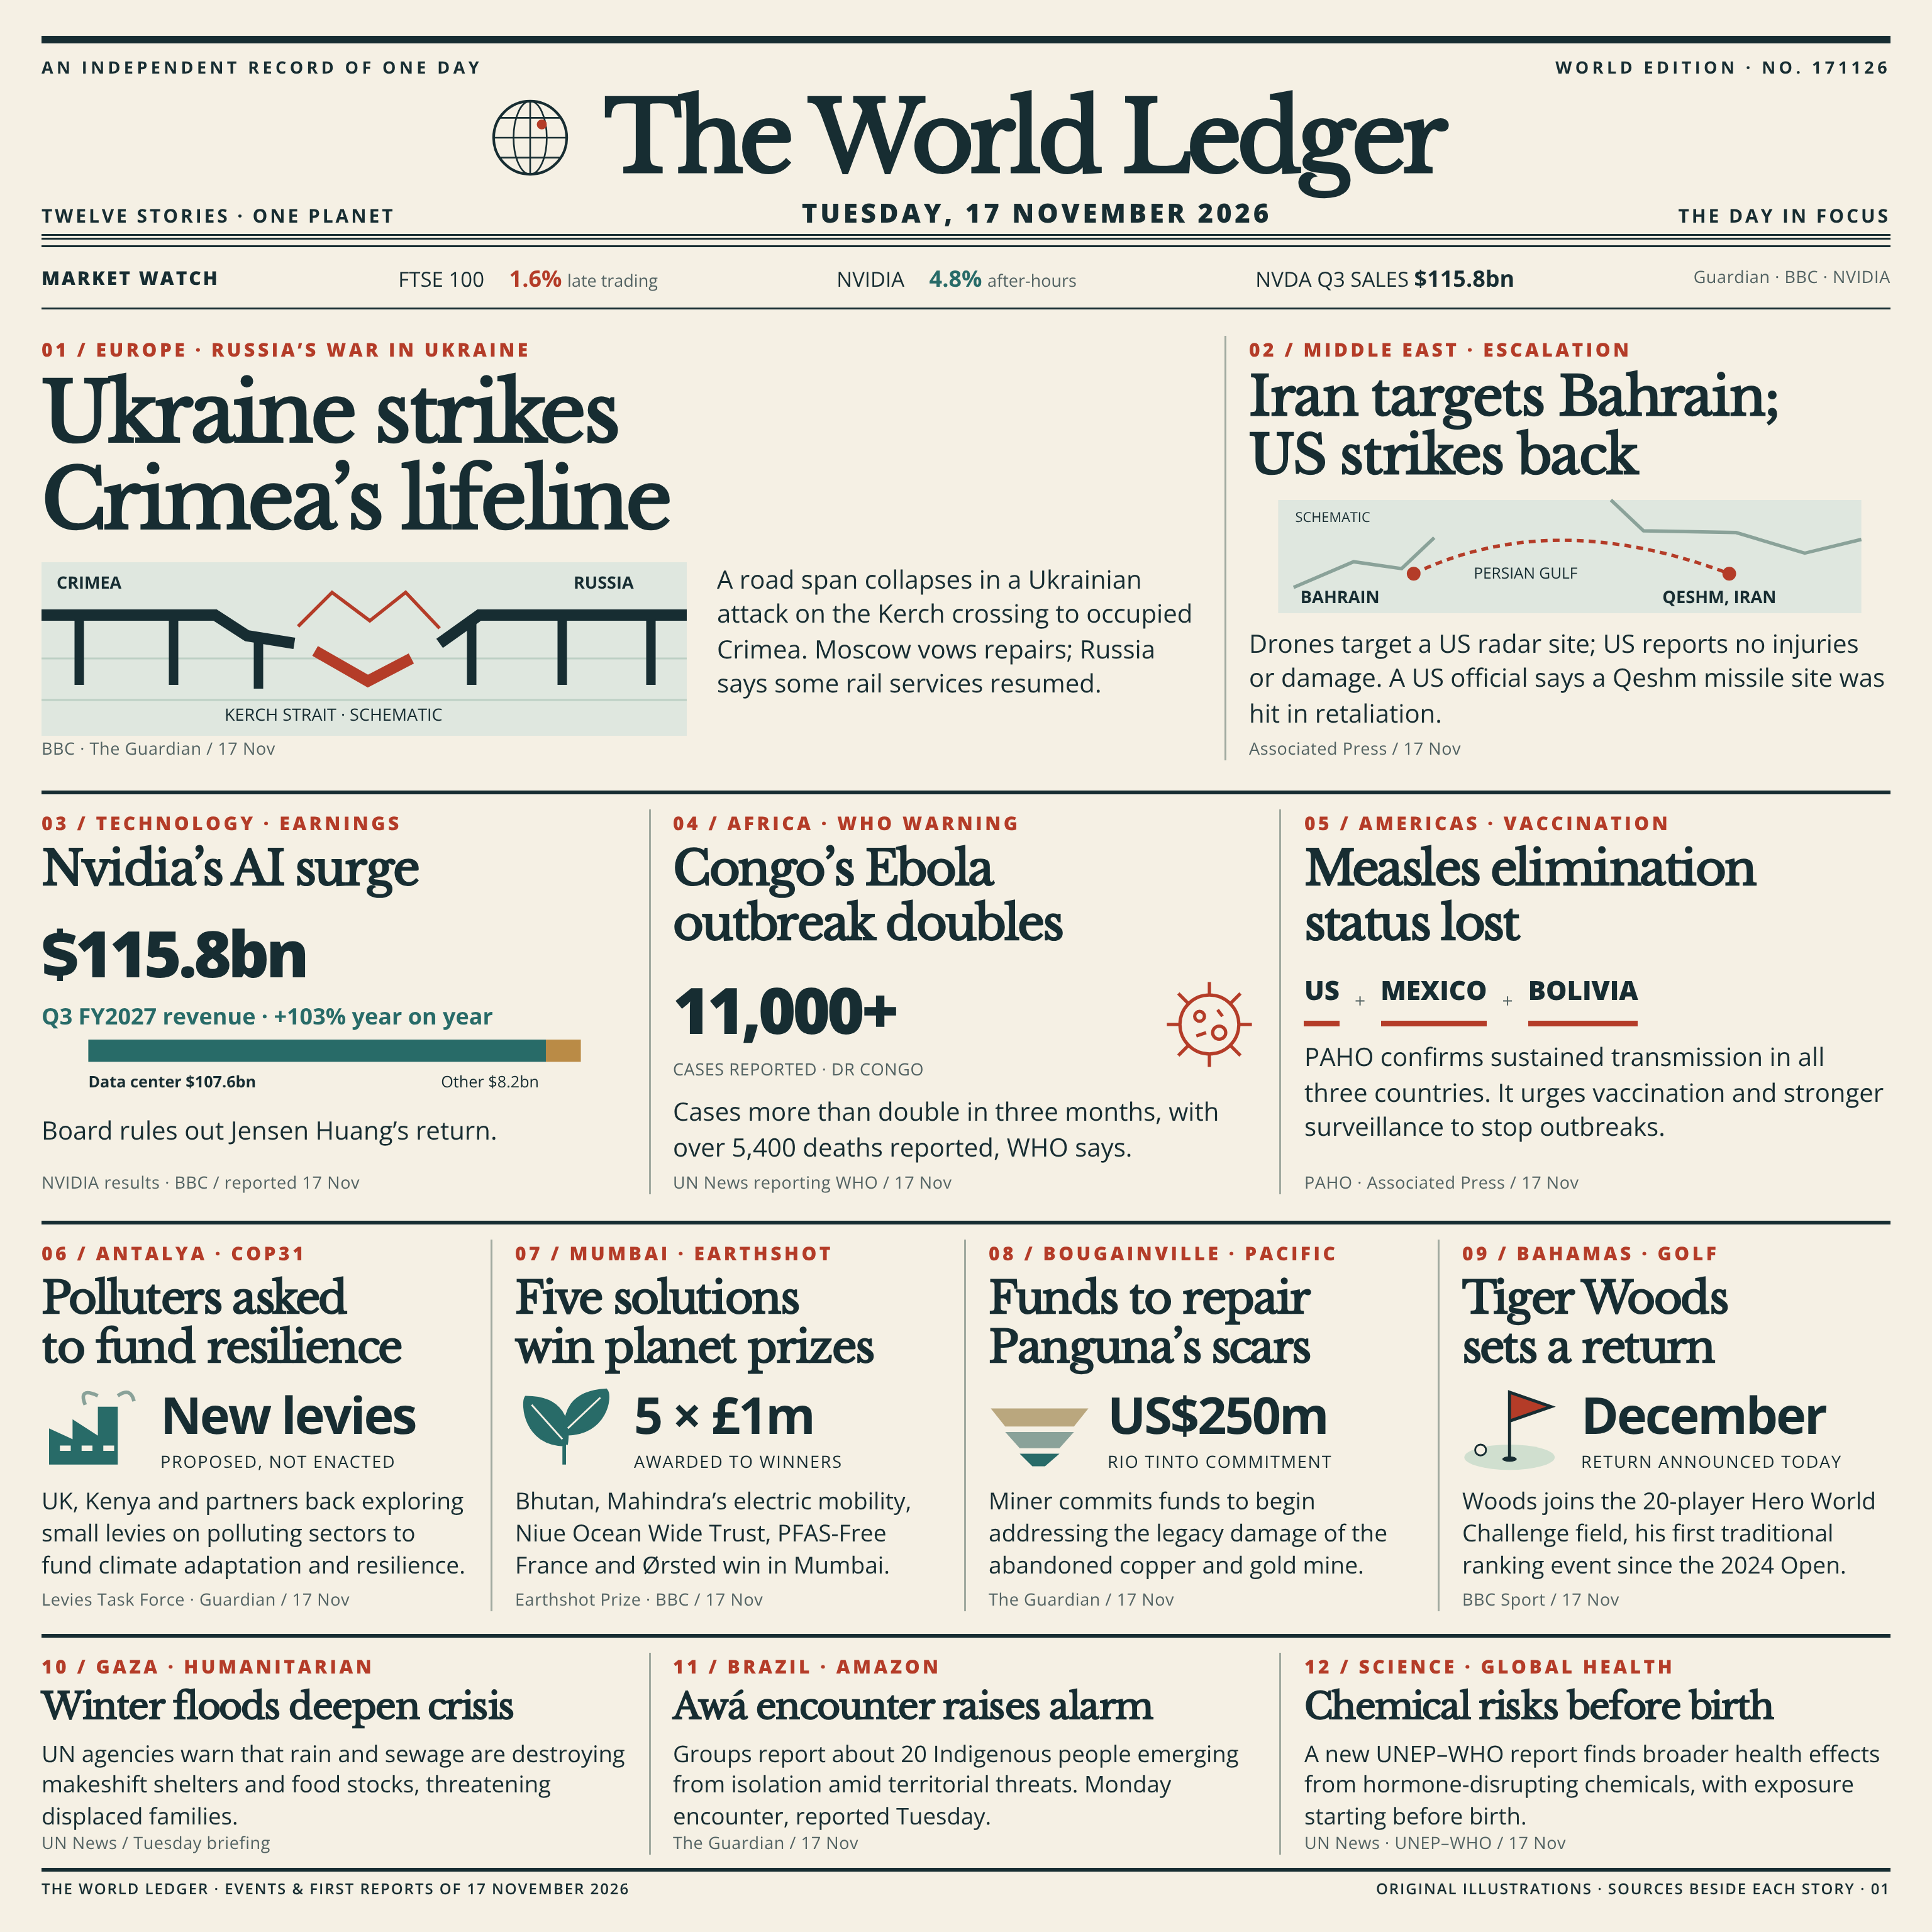 AN INDEPENDENT RECORD OF ONE DAY
WORLD EDITION · NO. 171126
The World Ledger
TWELVE STORIES · ONE PLANET
TUESDAY, 17 NOVEMBER 2026
THE DAY IN FOCUS
MARKET WATCH
FTSE 100 1.6% late trading
NVIDIA 4.8% after-hours
NVDA Q3 SALES $115.8bn
Guardian · BBC · NVIDIA
01 / EUROPE · RUSSIA’S WAR IN UKRAINE
Ukraine strikes
Crimea’s lifeline
CRIMEA
RUSSIA
KERCH STRAIT · SCHEMATIC
A road span collapses in a Ukrainian
attack on the Kerch crossing to occupied
Crimea. Moscow vows repairs; Russia
says some rail services resumed.
BBC · The Guardian / 17 Nov
02 / MIDDLE EAST · ESCALATION
Iran targets Bahrain;
US strikes back
SCHEMATIC
PERSIAN GULF
BAHRAIN
QESHM, IRAN
Drones target a US radar site; US reports no injuries
or damage. A US official says a Qeshm missile site was
hit in retaliation.
Associated Press / 17 Nov
03 / TECHNOLOGY · EARNINGS
Nvidia’s AI surge
$115.8bn
Q3 FY2027 revenue · +103% year on year
Data center $107.6bn
Other $8.2bn
Board rules out Jensen Huang’s return.
NVIDIA results · BBC / reported 17 Nov
04 / AFRICA · WHO WARNING
Congo’s Ebola
outbreak doubles
11,000+
CASES REPORTED · DR CONGO
Cases more than double in three months, with
over 5,400 deaths reported, WHO says.
UN News reporting WHO / 17 Nov
05 / AMERICAS · VACCINATION
Measles elimination
status lost
US + MEXICO + BOLIVIA
PAHO confirms sustained transmission in all
three countries. It urges vaccination and stronger
surveillance to stop outbreaks.
PAHO · Associated Press / 17 Nov
06 / ANTALYA · COP31
Polluters asked
to fund resilience
New levies
PROPOSED, NOT ENACTED
UK, Kenya and partners back exploring
small levies on polluting sectors to
fund climate adaptation and resilience.
Levies Task Force · Guardian / 17 Nov
07 / MUMBAI · EARTHSHOT
Five solutions
win planet prizes
5 × £1m
AWARDED TO WINNERS
Bhutan, Mahindra’s electric mobility,
Niue Ocean Wide Trust, PFAS-Free
France and Ørsted win in Mumbai.
Earthshot Prize · BBC / 17 Nov
08 / BOUGAINVILLE · PACIFIC
Funds to repair
Panguna’s scars
US$250m
RIO TINTO COMMITMENT
Miner commits funds to begin
addressing the legacy damage of the
abandoned copper and gold mine.
The Guardian / 17 Nov
09 / BAHAMAS · GOLF
Tiger Woods
sets a return
December
RETURN ANNOUNCED TODAY
Woods joins the 20-player Hero World
Challenge field, his first traditional
ranking event since the 2024 Open.
BBC Sport / 17 Nov
10 / GAZA · HUMANITARIAN
Winter floods deepen crisis
UN agencies warn that rain and sewage are destroying
makeshift shelters and food stocks, threatening
displaced families.
UN News / Tuesday briefing
11 / BRAZIL · AMAZON
Awá encounter raises alarm
Groups report about 20 Indigenous people emerging
from isolation amid territorial threats. Monday
encounter, reported Tuesday.
The Guardian / 17 Nov
12 / SCIENCE · GLOBAL HEALTH
Chemical risks before birth
A new UNEP–WHO report finds broader health effects
from hormone-disrupting chemicals, with exposure
starting before birth.
UN News · UNEP–WHO / 17 Nov
THE WORLD LEDGER · EVENTS & FIRST REPORTS OF 17 NOVEMBER 2026
ORIGINAL ILLUSTRATIONS · SOURCES BESIDE EACH STORY · 01